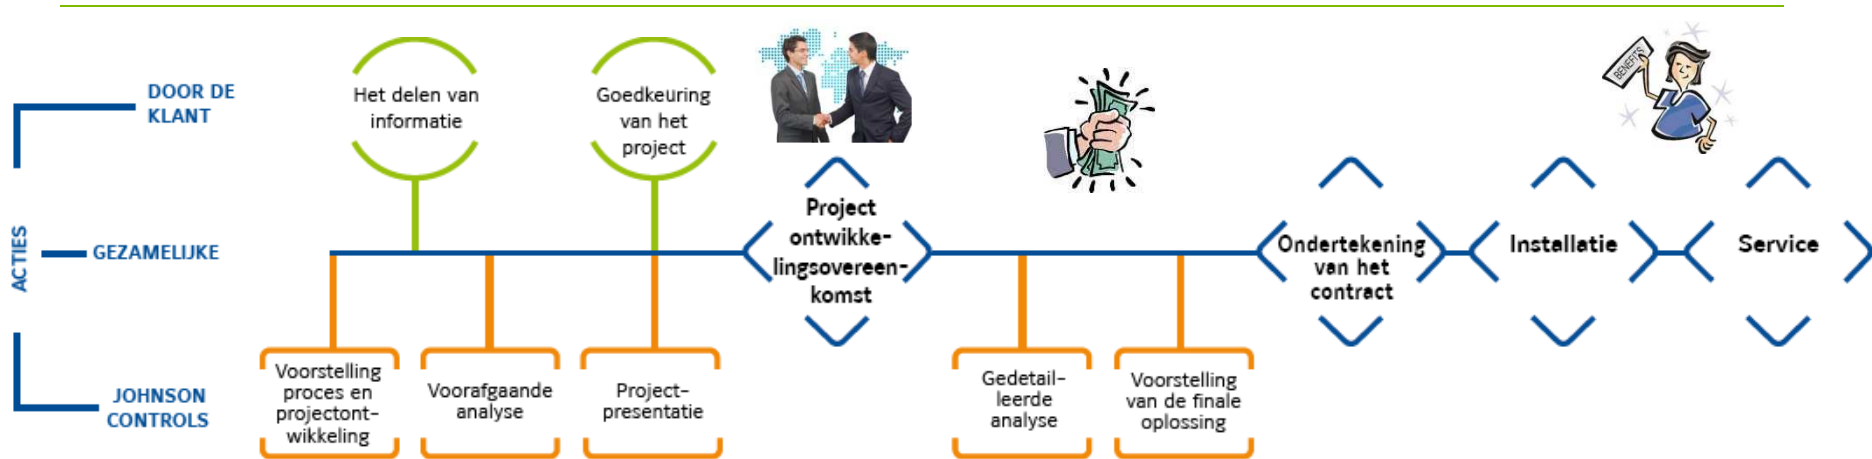 DOOR DE
KLANT
ACTIES
GEZAMELIJKE
JOHNSON
CONTROLS
Het delen van
informatie
Goedkeuring
van het
project
Voorstelling
proces en
projectont-
wikkeling
Voorafgaande
analyse
Project-
presentatie
Project
ontwikke-
lingsovereen-
komst
Gedetail-
leerde
analyse
Voorstelling
van de finale
oplossing
Ondertekening
van het
contract
Installatie
Service
BENEFITS